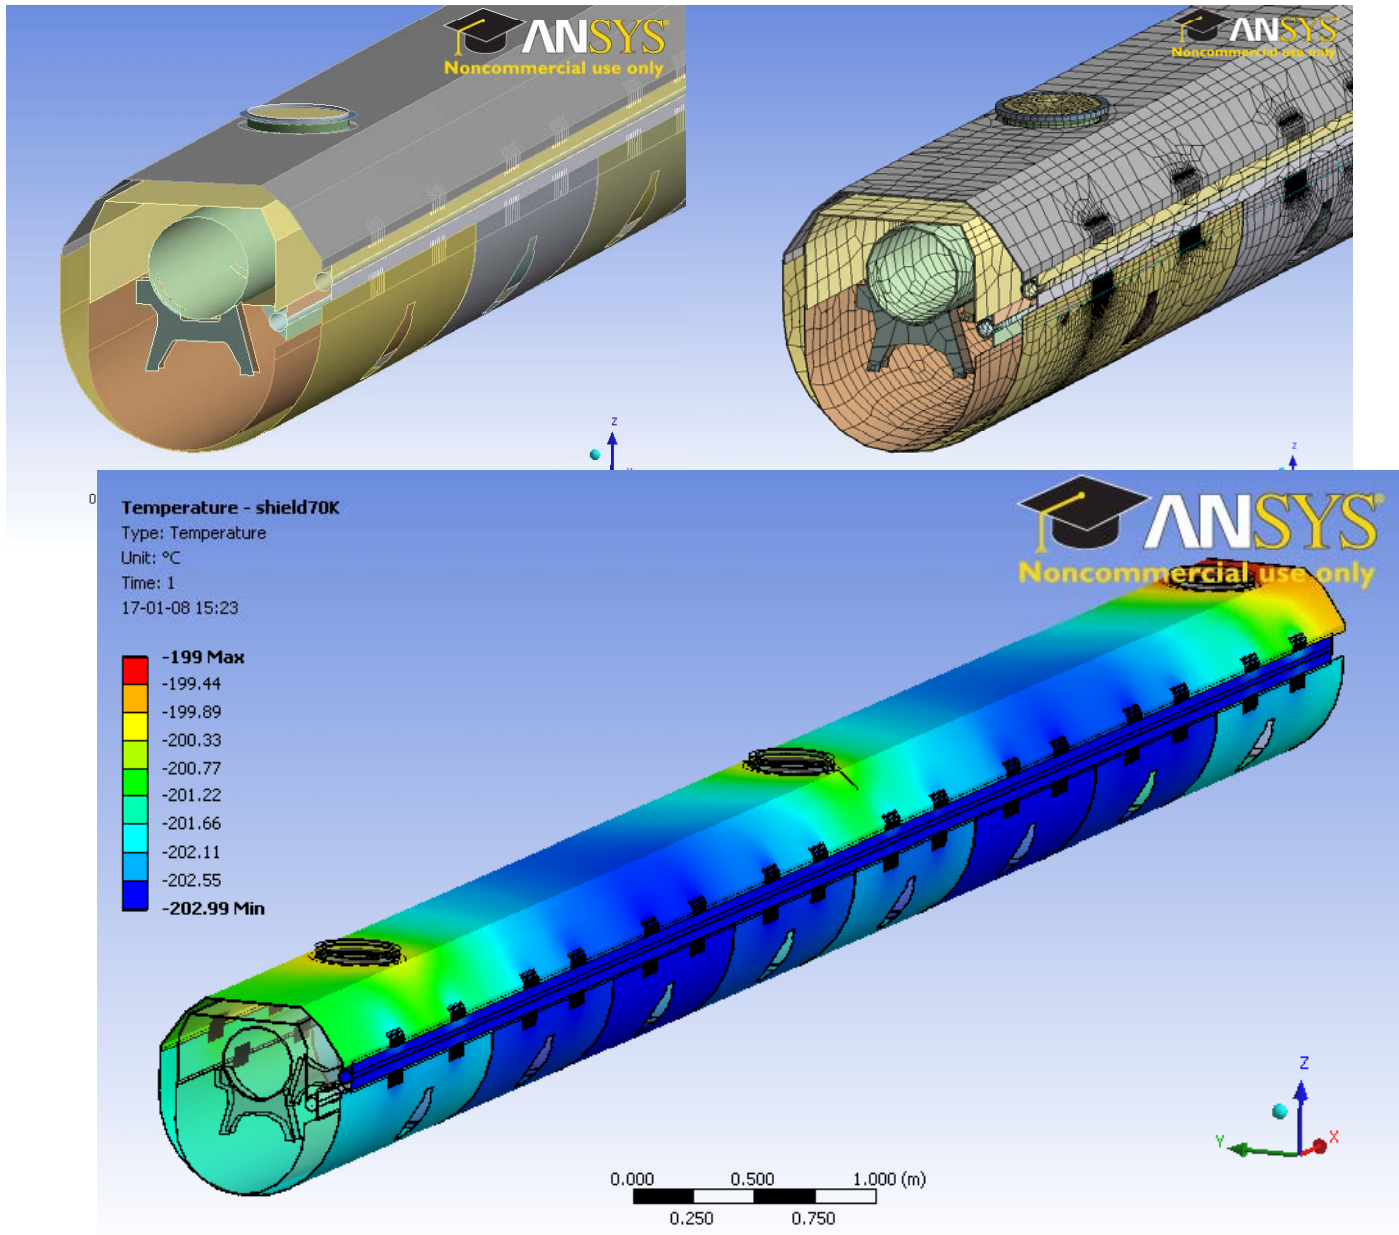 ANSYS
Noncommercial use only
ANSYS
Noncommercial use only
z
z
0
Temperature - shield70K
Type: Temperature
Unit: °C
Time: 1
17-01-08 15:23
ANSYS
Noncommercial use only
-199 Max
-199.44
-199.89
-200.33
-200.77
-201.22
-201.66
-202.11
-202.55
-202.99 Min
Z
Y
X
0.000 0.500 1.000 (m)
0.250 0.750